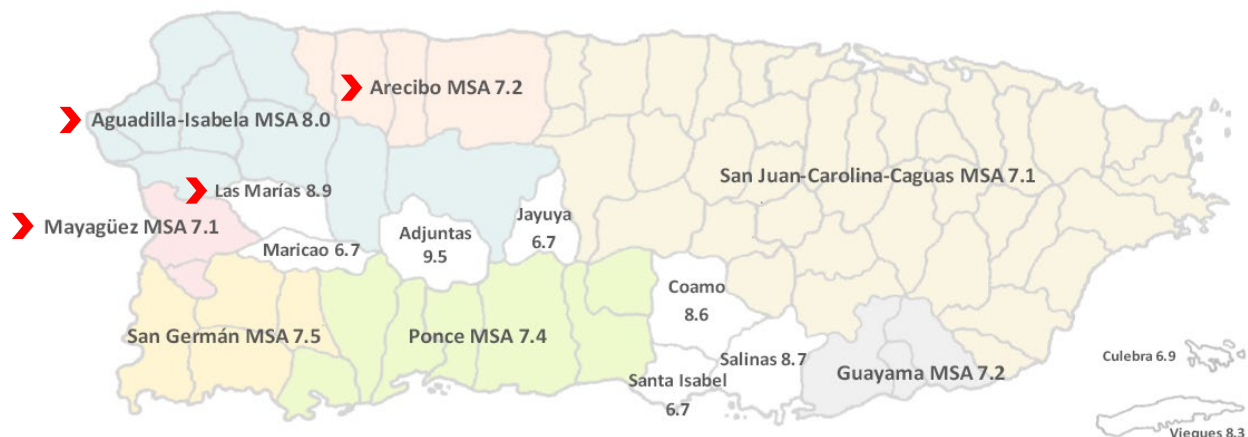 Arecibo MSA 7.2
Aguadilla-Isabela MSA 8.0
San Juan-Carolina-Caguas MSA 7.1
Las Marías 8.9
Mayagüez MSA 7.1
Jayuya
6.7
Adjuntas
9.5
Maricao 6.7
Coamo
8.6
San Germán MSA 7.5
Ponce MSA 7.4
Salinas 8.7
Culebra 6.9
Guayama MSA 7.2
Santa Isabel
6.7
Vieques 8.3